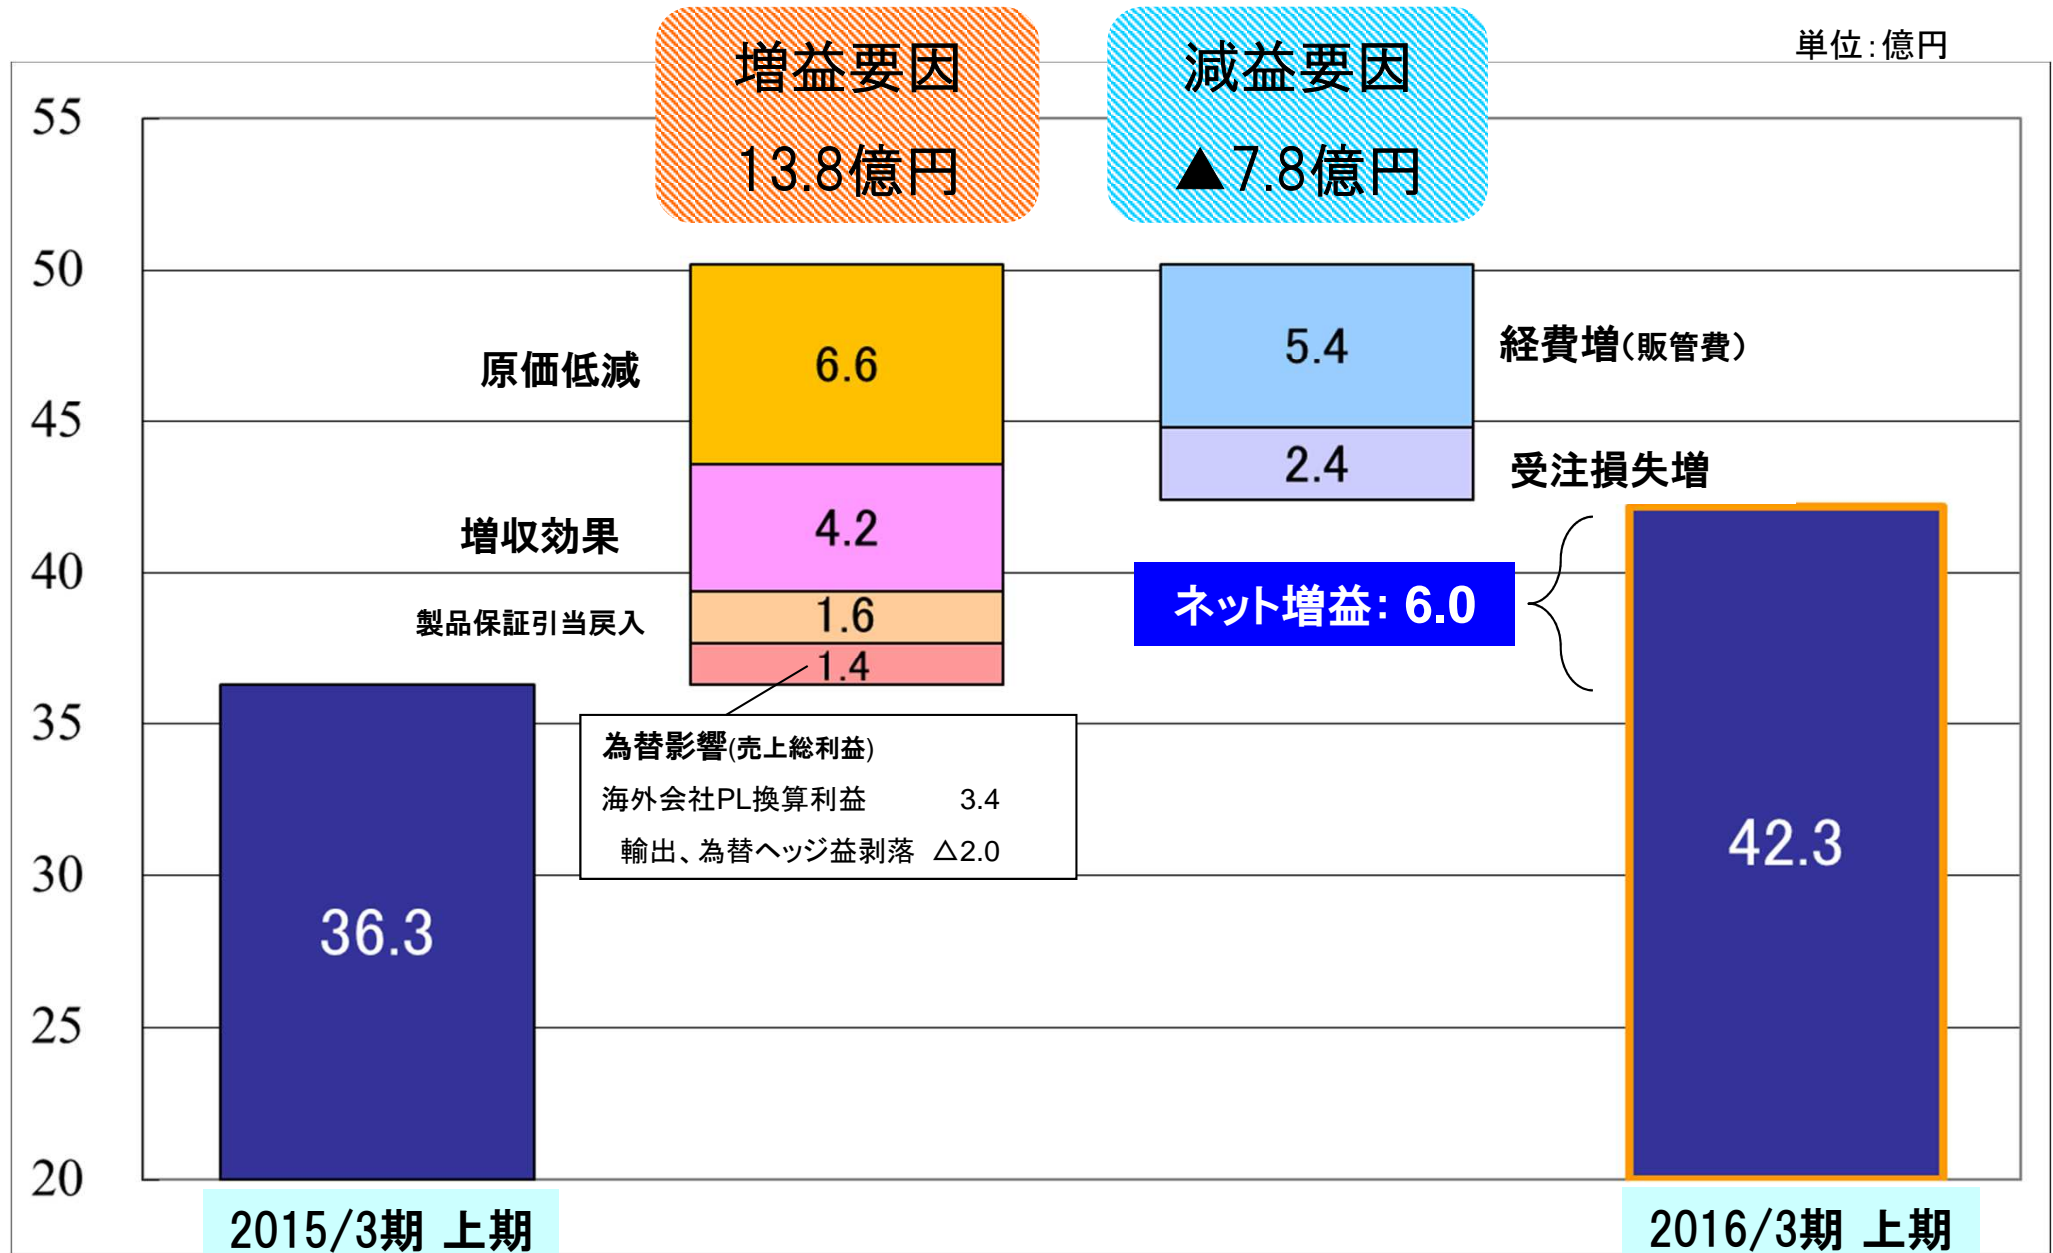 増益要因
13.8億円
減益要因
▲7.8億円
単位：億円
55
50
45
40
35
30
25
20
原価低減
6.6
増収効果
4.2
製品保証引当戻入
1.6
1.4
為替影響(売上総利益)
海外会社PL換算利益 3.4
輸出、為替ヘッジ益剥落 △2.0
5.4
経費増(販管費)
2.4
受注損失増
ネット増益： 6.0
36.3
42.3
2015/3期 上期
2016/3期 上期